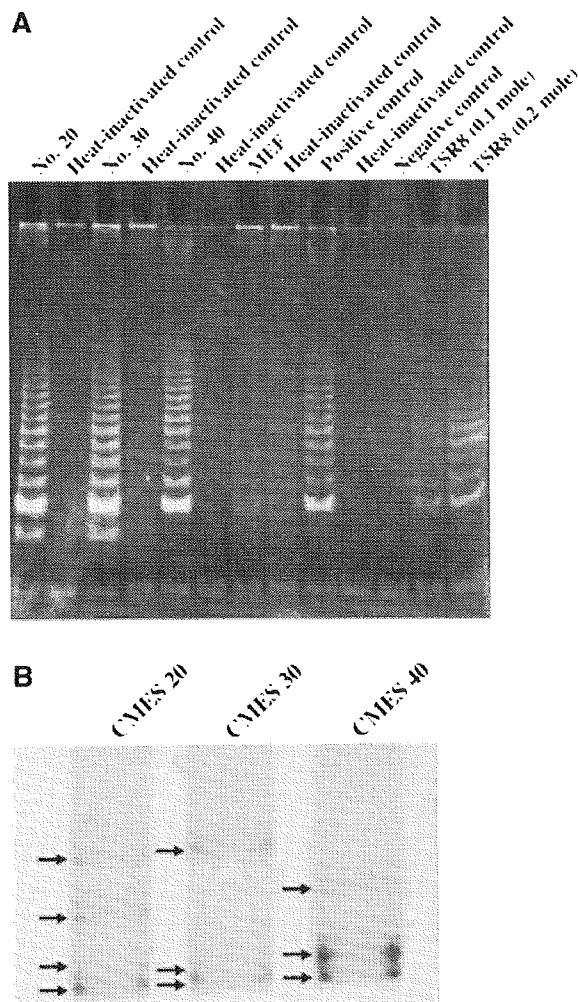 A
No. 20
Heat-inactivated control
No. 30
Heat-inactivated control
No. 40
Heat-inactivated control
MEF
Heat-inactivated control
Positive control
Heat-inactivated control
Negative control
TSR8 (0.1 mole)
TSR8 (0.2 mole)
B
CMES 20
CMES 30
CMES 40